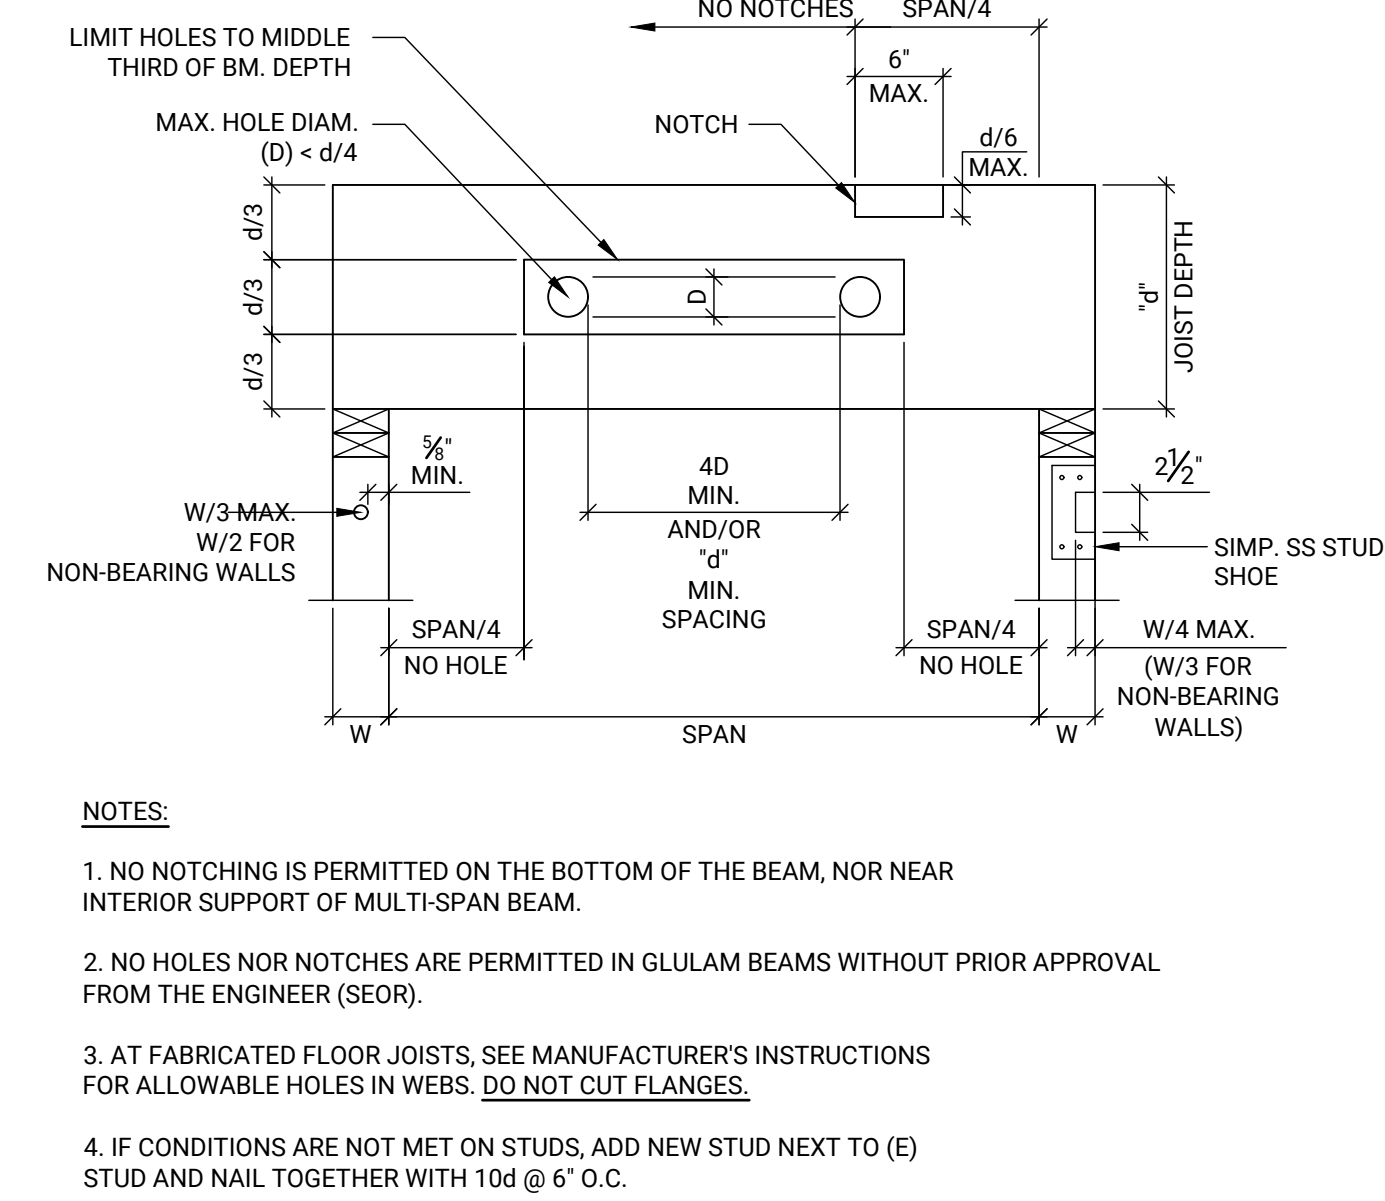 NO NOTCHES
SPAN/4
LIMIT HOLES TO MIDDLE
THIRD OF BM. DEPTH
6"
MAX.
MAX. HOLE DIAM.
(D) < d/4
NOTCH
d/6
MAX.
d/3
d/3
d/3
D
"d"
JOIST DEPTH
5/8"
MIN.
W/3 MAX.
W/2 FOR
NON-BEARING WALLS
4D
MIN.
AND/OR
"d"
MIN.
SPACING
2 1/2"
SIMP. SS STUD
SHOE
SPAN/4
NO HOLE
SPAN/4
NO HOLE
W/4 MAX.
(W/3 FOR
NON-BEARING
WALLS)
W
SPAN
W
NOTES:
1. NO NOTCHING IS PERMITTED ON THE BOTTOM OF THE BEAM, NOR NEAR
INTERIOR SUPPORT OF MULTI-SPAN BEAM.
2. NO HOLES NOR NOTCHES ARE PERMITTED IN GLULAM BEAMS WITHOUT PRIOR APPROVAL
FROM THE ENGINEER (SEOR).
3. AT FABRICATED FLOOR JOISTS, SEE MANUFACTURER'S INSTRUCTIONS
FOR ALLOWABLE HOLES IN WEBS. DO NOT CUT FLANGES.
4. IF CONDITIONS ARE NOT MET ON STUDS, ADD NEW STUD NEXT TO (E)
STUD AND NAIL TOGETHER WITH 10d @ 6" O.C.